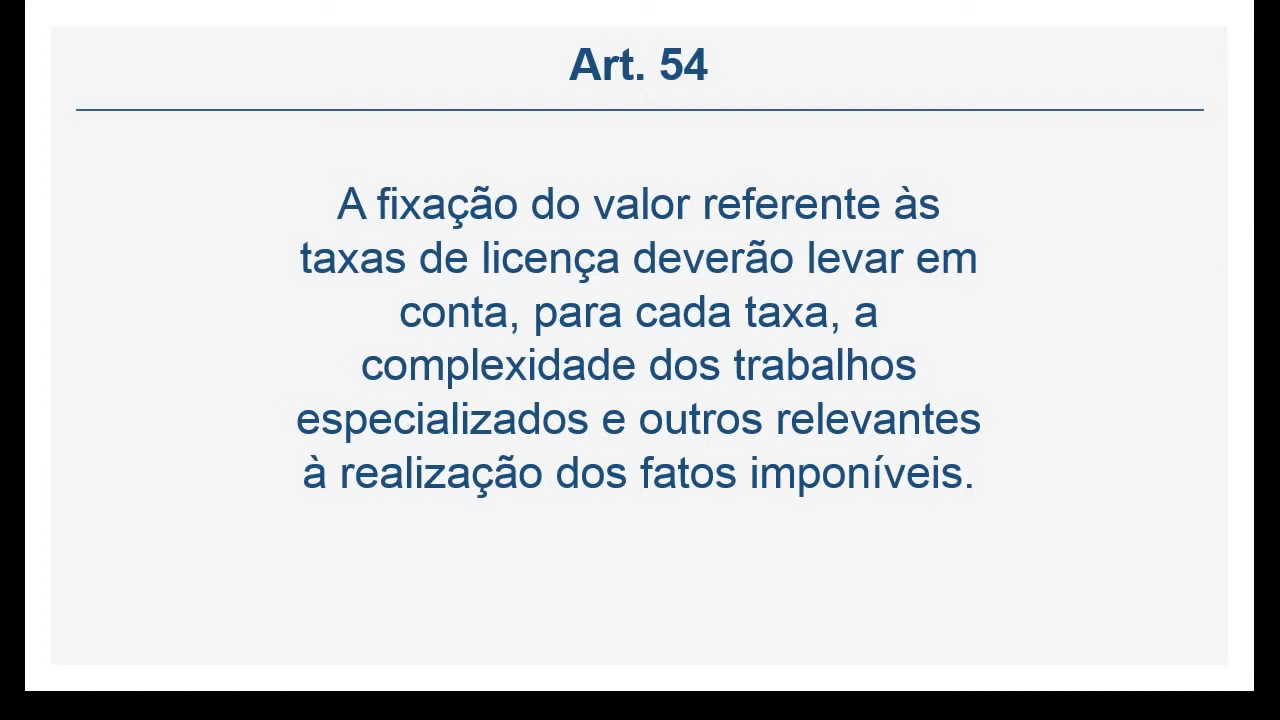 Art. 54
A fixação do valor referente às
taxas de licença deverão levar em
conta, para cada taxa, a
complexidade dos trabalhos
especializados e outros relevantes
à realização dos fatos imponíveis.